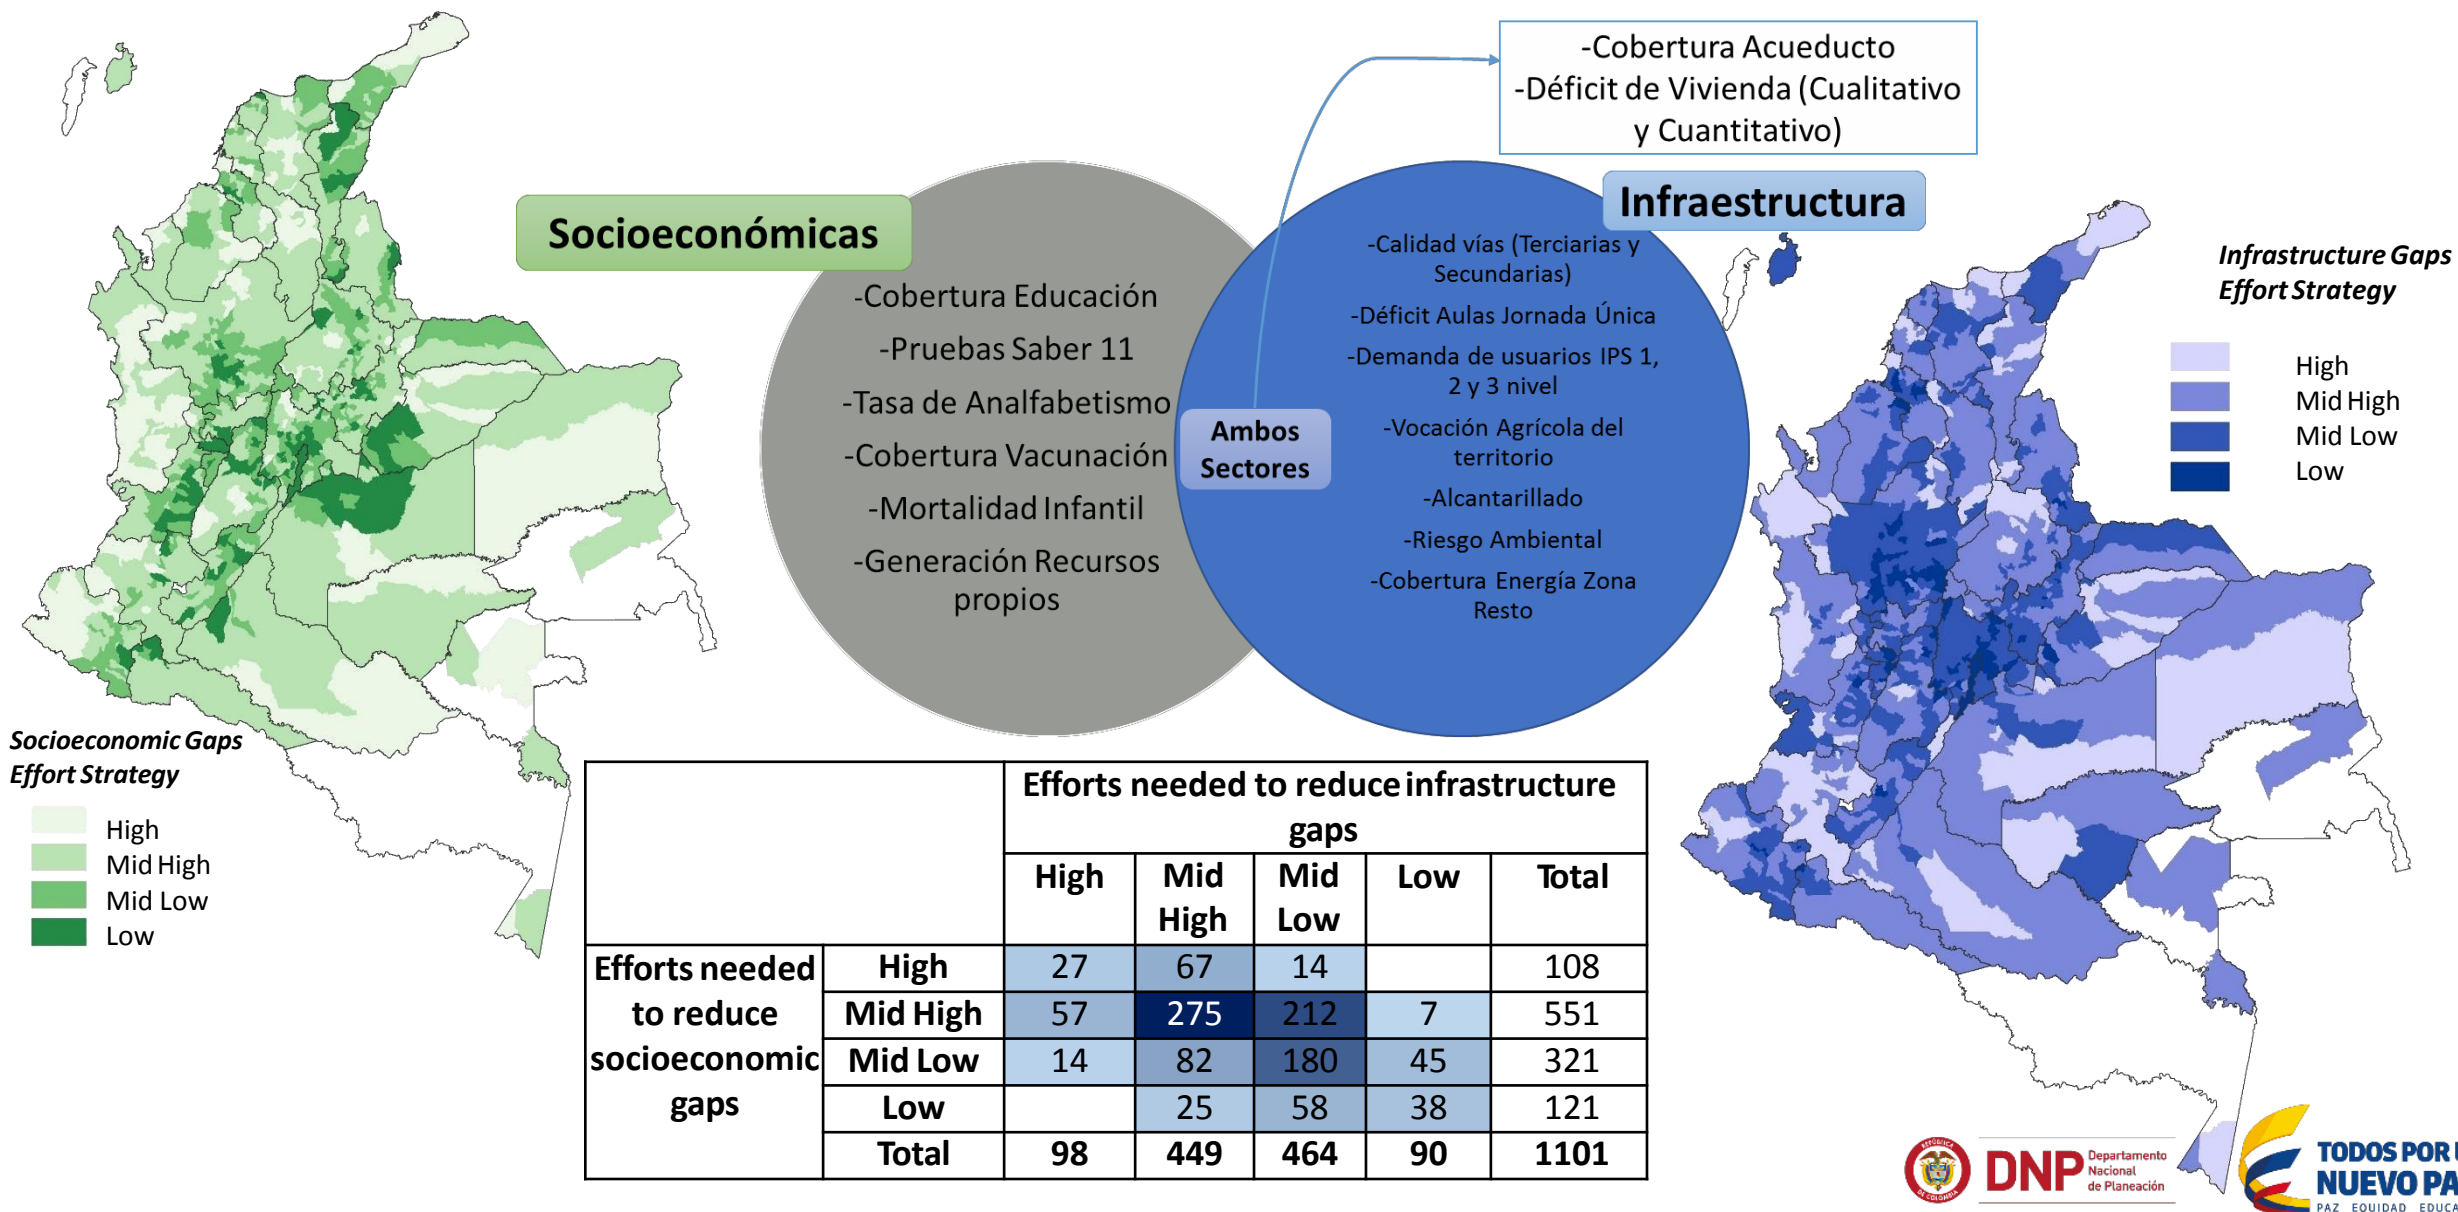 -Cobertura Acueducto
-Déficit de Vivienda (Cualitativo
y Cuantitativo)
Socioeconómicas
-Cobertura Educación
-Pruebas Saber 11
-Tasa de Analfabetismo
-Cobertura Vacunación
-Mortalidad Infantil
-Generación Recursos
propios
Ambos
Sectores
Infraestructura
-Calidad vías (Terciarias y
Secundarias)
-Déficit Aulas Jornada Única
-Demanda de usuarios IPS 1,
2 y 3 nivel
-Vocación Agrícola del
territorio
-Alcantarillado
-Riesgo Ambiental
-Cobertura Energía Zona
Resto
Infrastructure Gaps
Effort Strategy
High
Mid High
Mid Low
Low
Socioeconomic Gaps
Effort Strategy
High
Mid High
Mid Low
Low
Efforts needed to reduce infrastructure
gaps
High Mid High Mid Low Low Total
Efforts needed
to reduce
socioeconomic
gaps
High 27 67 14 108
Mid High 57 275 212 7 551
Mid Low 14 82 180 45 321
Low 25 58 38 121
Total 98 449 464 90 1101
REPÚBLICA
DE COLOMBIA
DNP
Departamento
Nacional
de Planeación
TODOS POR U
NUEVO PA
PAZ EQUIDAD EDUCA